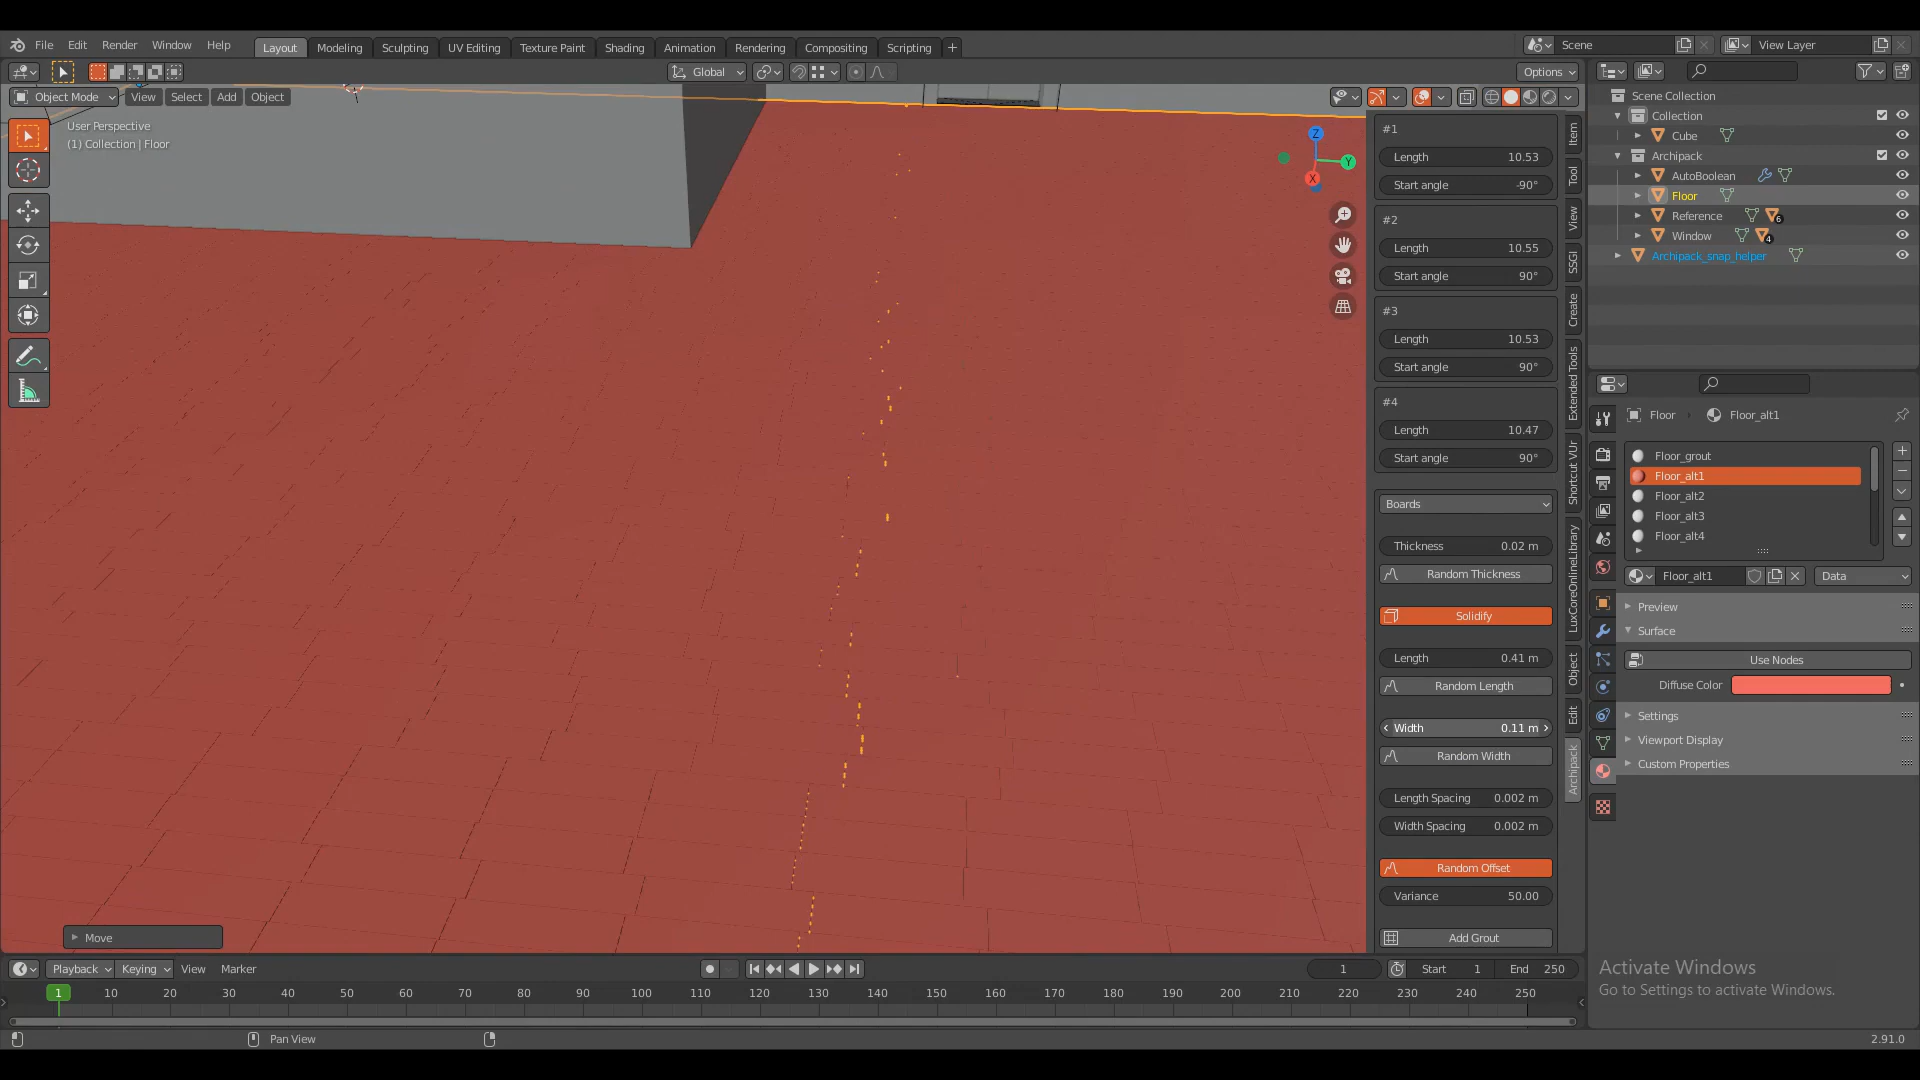 File Edit Render Window Help Layout Modeling Sculpting UV Editing Texture Paint Shading Animation Rendering Compositing Scripting + Scene View Layer
Global Options
Object Mode View Select Add Object
User Perspective
(1) Collection | Floor
Z
Y
X
#1
Length 10.53
Start angle -90°
#2
Length 10.55
Start angle 90°
#3
Length 10.53
Start angle 90°
#4
Length 10.47
Start angle 90°
Boards
Thickness 0.02 m
Random Thickness
Solidify
Length 0.41 m
Random Length
Width 0.11 m
Random Width
Length Spacing 0.002 m
Width Spacing 0.002 m
Random Offset
Variance 50.00
Add Grout
Item
Tool
View
SSGI
Create
Extended Tools
Shortcut VUr
LuxCoreOnlineLibrary
Object
Edit
Archipack
Scene Collection
Collection
Cube
Archipack
AutoBoolean
Floor
Reference 6
Window 4
Archipack_snap_helper
Floor Floor_alt1
Floor_grout
Floor_alt1
Floor_alt2
Floor_alt3
Floor_alt4
Floor_alt1 Data
Preview
Surface
Use Nodes
Diffuse Color
Settings
Viewport Display
Custom Properties
Move
Playback Keying View Marker 1 Start 1 End 250
1 10 20 30 40 50 60 70 80 90 100 110 120 130 140 150 160 170 180 190 200 210 220 230 240 250
Activate Windows
Go to Settings to activate Windows.
Pan View 2.91.0